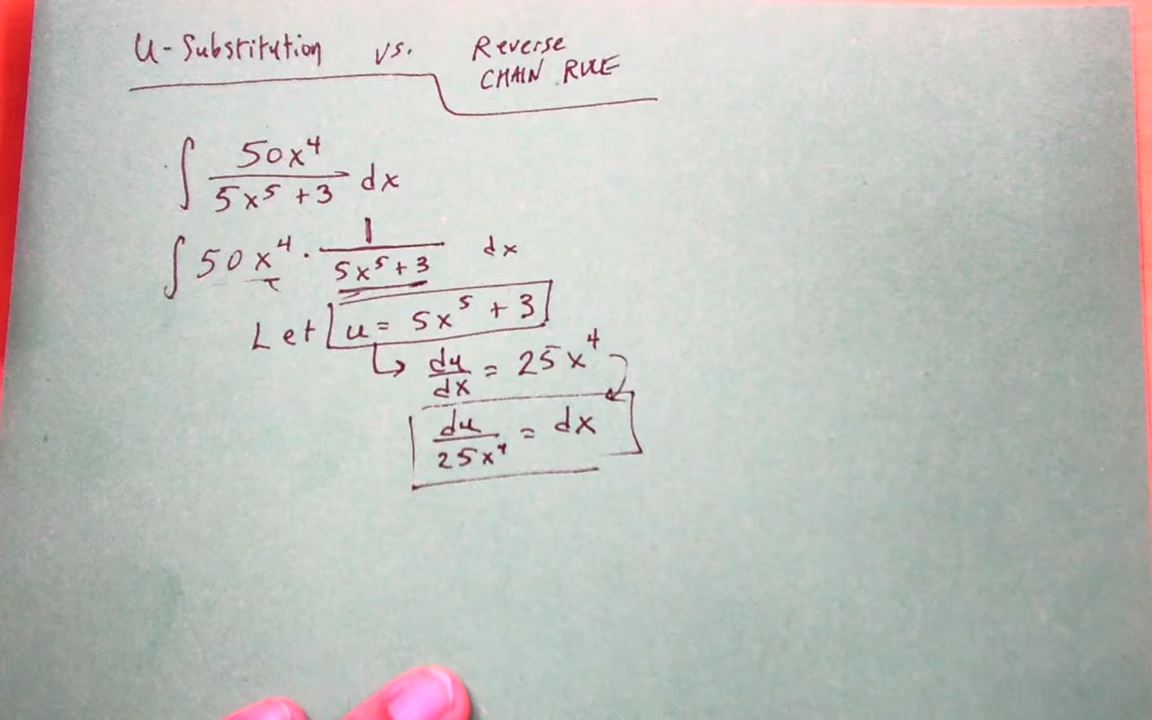 U-Substitution vs. Reverse CHAIN RULE
∫ 50x⁴ / 5x⁵ + 3 dx
∫ 50x⁴ · 1 / 5x⁵ + 3 dx
Let u = 5x⁵ + 3
du/dx = 25x⁴
du/25x⁴ = dx